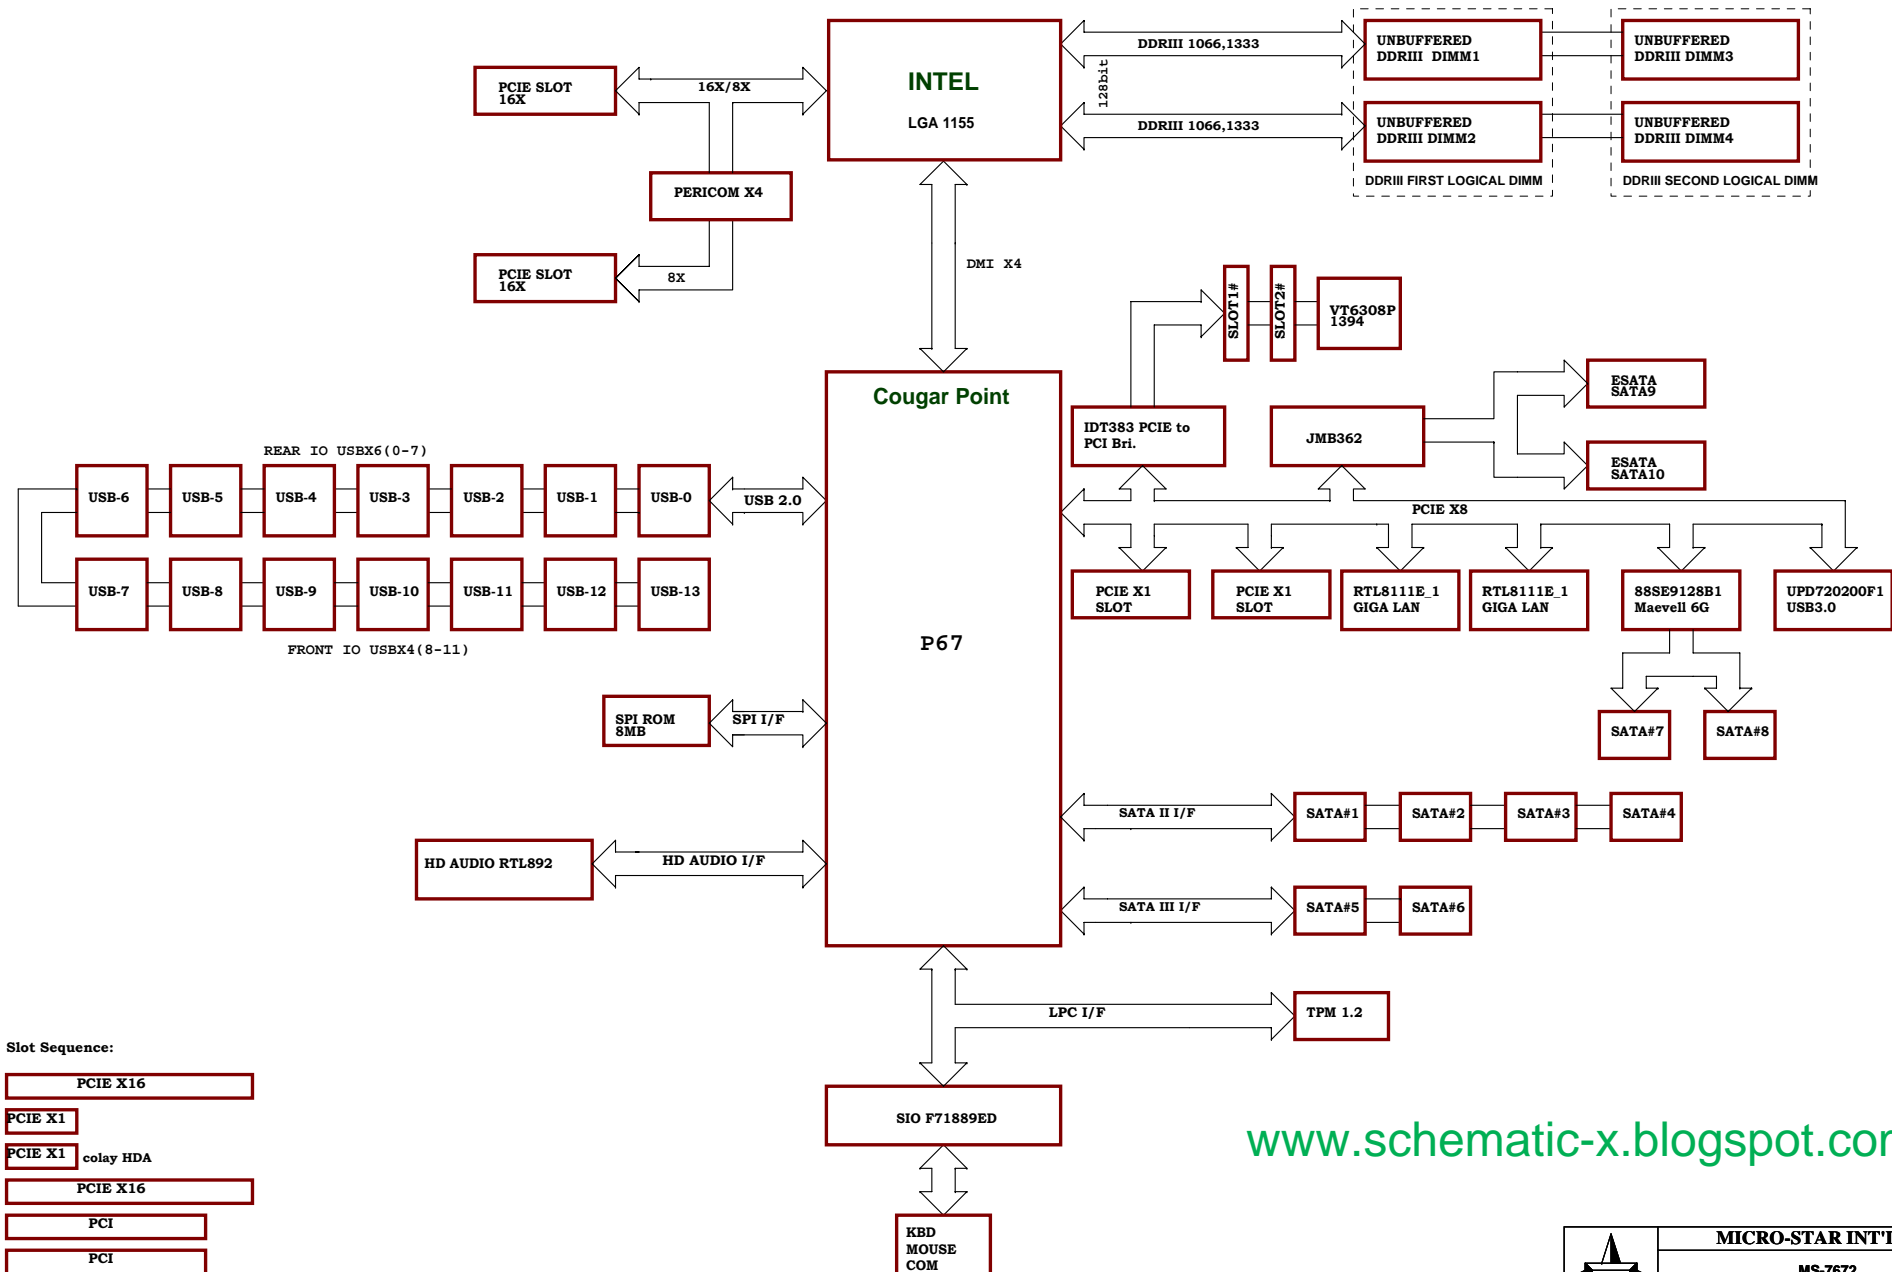 INTEL
LGA 1155
DDRIII 1066,1333
128bit
DDRIII 1066,1333
UNBUFFERED
DDRIII DIMM1
UNBUFFERED
DDRIII DIMM3
UNBUFFERED
DDRIII DIMM2
UNBUFFERED
DDRIII DIMM4
DDRIII FIRST LOGICAL DIMM
DDRIII SECOND LOGICAL DIMM
PCIE SLOT
16X
16X/8X
PERICOM X4
PCIE SLOT
16X
8X
DMI X4
SLOT1#
SLOT2#
VT6308P
1394
Cougar Point
P67
IDT383 PCIE to
PCI Bri.
JMB362
ESATA
SATA9
ESATA
SATA10
PCIE X8
PCIE X1
SLOT
PCIE X1
SLOT
RTL8111E_1
GIGA LAN
RTL8111E_1
GIGA LAN
88SE9128B1
Maevell 6G
UPD720200F1
USB3.0
SATA#7
SATA#8
REAR IO USBX6(0-7)
USB-6
USB-5
USB-4
USB-3
USB-2
USB-1
USB-0
USB 2.0
USB-7
USB-8
USB-9
USB-10
USB-11
USB-12
USB-13
FRONT IO USBX4(8-11)
SPI ROM
8MB
SPI I/F
HD AUDIO RTL892
HD AUDIO I/F
SATA II I/F
SATA#1
SATA#2
SATA#3
SATA#4
SATA III I/F
SATA#5
SATA#6
LPC I/F
TPM 1.2
SIO F71889ED
KBD
MOUSE
COM
Slot Sequence:
PCIE X16
PCIE X1
PCIE X1
colay HDA
PCIE X16
PCI
PCI
www.schematic-x.blogspot.com
MICRO-STAR INT'L
MS-7672